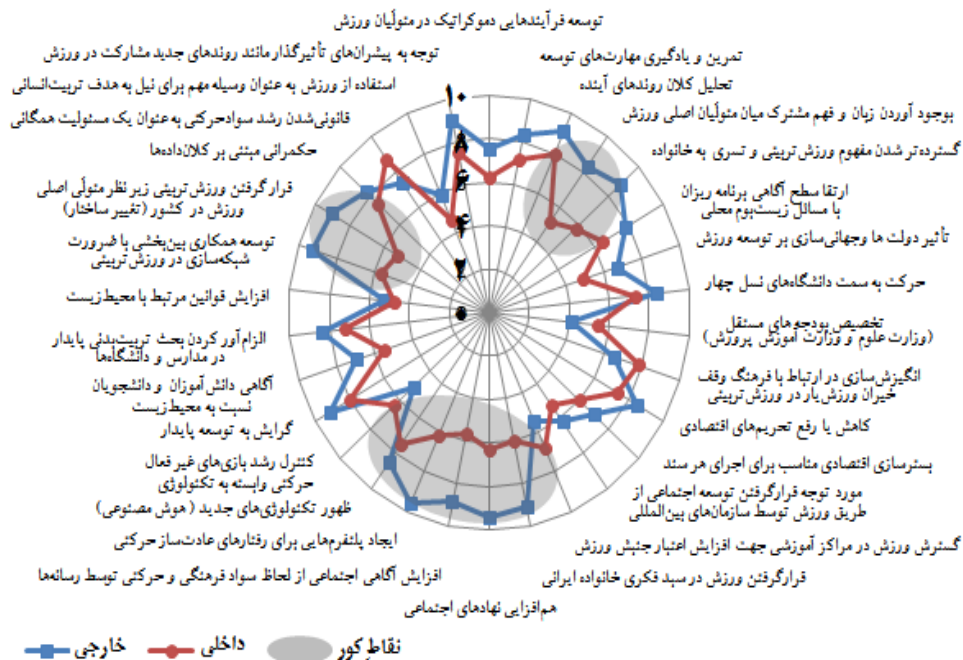 توسعه فرآیندهایی دموکراتیک در متولّیان ورزش
تمرین و یادگیری مهارت‌های توسعه
تحلیل کلان روندهای آینده
بوجود آوردن زبان و فهم مشترک میان متولّیان اصلی ورزش
گسترده‌تر شدن مفهوم ورزش‌تربیتی و تسری به خانواده
ارتقا سطح آگاهی برنامه ریزان
با مسائل زیست‌بوم محلی
تأثیر دولت ها وجهانی‌سازی بر توسعه ورزش
حرکت به سمت دانشگاه‌های نسل چهار
تخصیص بودجه‌های مستقل
(وزارت علوم و وزارت آموزش پرورش)
انگیزش‌سازی در ارتباط با فرهنگ وقف
خیران ورزش‌یار در ورزش‌تربیتی
کاهش یا رفع تحریم‌های اقتصادی
بسترسازی اقتصادی مناسب برای اجرای هر سند
مورد توجه قرارگرفتن توسعه اجتماعی از
طریق ورزش توسط سازمان‌های بین‌المللی
گسترش ورزش در مراکز آموزشی جهت افزایش اعتبار جنبش ورزش
قرارگرفتن ورزش در سبد فکری خانواده ایرانی
هم‌افزایی نهادهای اجتماعی
افزایش آگاهی اجتماعی از لحاظ سواد فرهنگی و حرکتی توسط رسانه‌ها
ایجاد پلتفرم‌هایی برای رفتارهای عادت‌ساز حرکتی
ظهور تکنولوژی‌های جدید (هوش مصنوعی)
کنترل رشد بازی‌های غیر فعال
حرکتی وابسته به تکنولوژی
گرایش به توسعه پایدار
آگاهی دانش‌آموزان و دانشجویان
نسبت به محیط‌زیست
الزام‌آور کردن بحث تربیت‌بدنی پایدار
در مدارس و دانشگاه‌ها
افزایش قوانین مرتبط با محیط‌زیست
توسعه همکاری بین‌بخشی با ضرورت
شبکه‌سازی در ورزش‌تربیتی
قرار گرفتن ورزش‌تربیتی زیر نظر متولّی اصلی
ورزش در کشور (تغییر ساختار)
حکمرانی مبتنی بر کلان‌داده‌ها
قانونی‌شدن رشد سوادحرکتی به‌عنوان یک مسئولیت همگانی
استفاده از ورزش به عنوان وسیله مهم برای نیل به هدف تربیت‌انسانی
توجه به پیشران‌های تأثیرگذار مانند روندهای جدید مشارکت در ورزش
۱۰
۸
۶
۴
۲
۰
خارجی
داخلی
نقاط کور